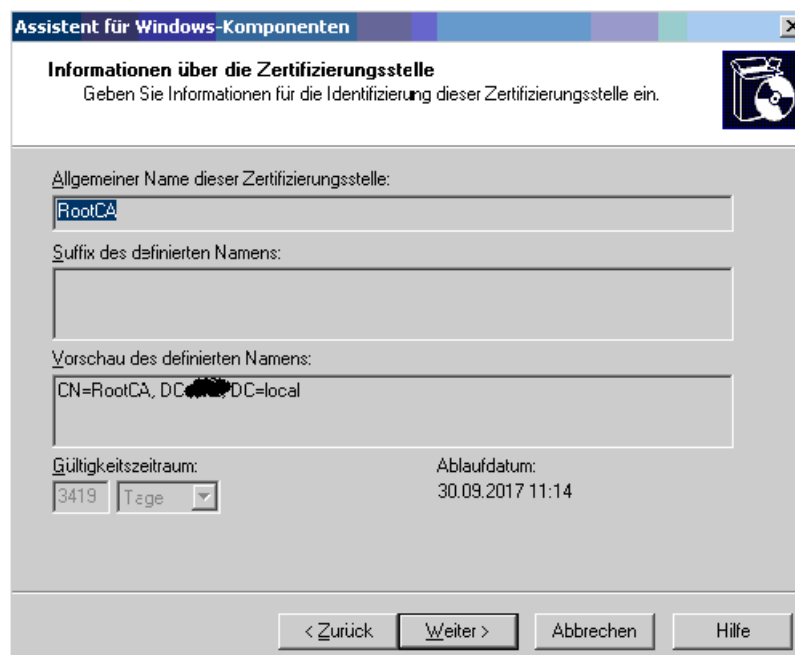 Assistent für Windows-Komponenten
Informationen über die Zertifizierungsstelle
Geben Sie Informationen für die Identifizierung dieser Zertifizierungsstelle ein.
Allgemeiner Name dieser Zertifizierungsstelle:
RootCA
Suffix des definierten Namens:
Vorschau des definierten Namens:
CN=RootCA, DC DC=local
Gültigkeitszeitraum:
Ablaufdatum:
3419 Tage
30.09.2017 11:14
< Zurück Weiter > Abbrechen Hilfe